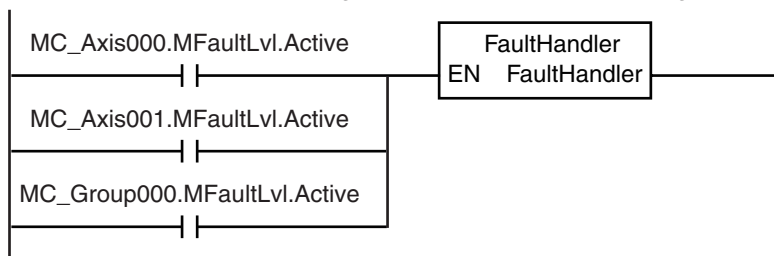 MC_Axis000.MFaultLvl.Active
FaultHandler
EN FaultHandler
MC_Axis001.MFaultLvl.Active
MC_Group000.MFaultLvl.Active